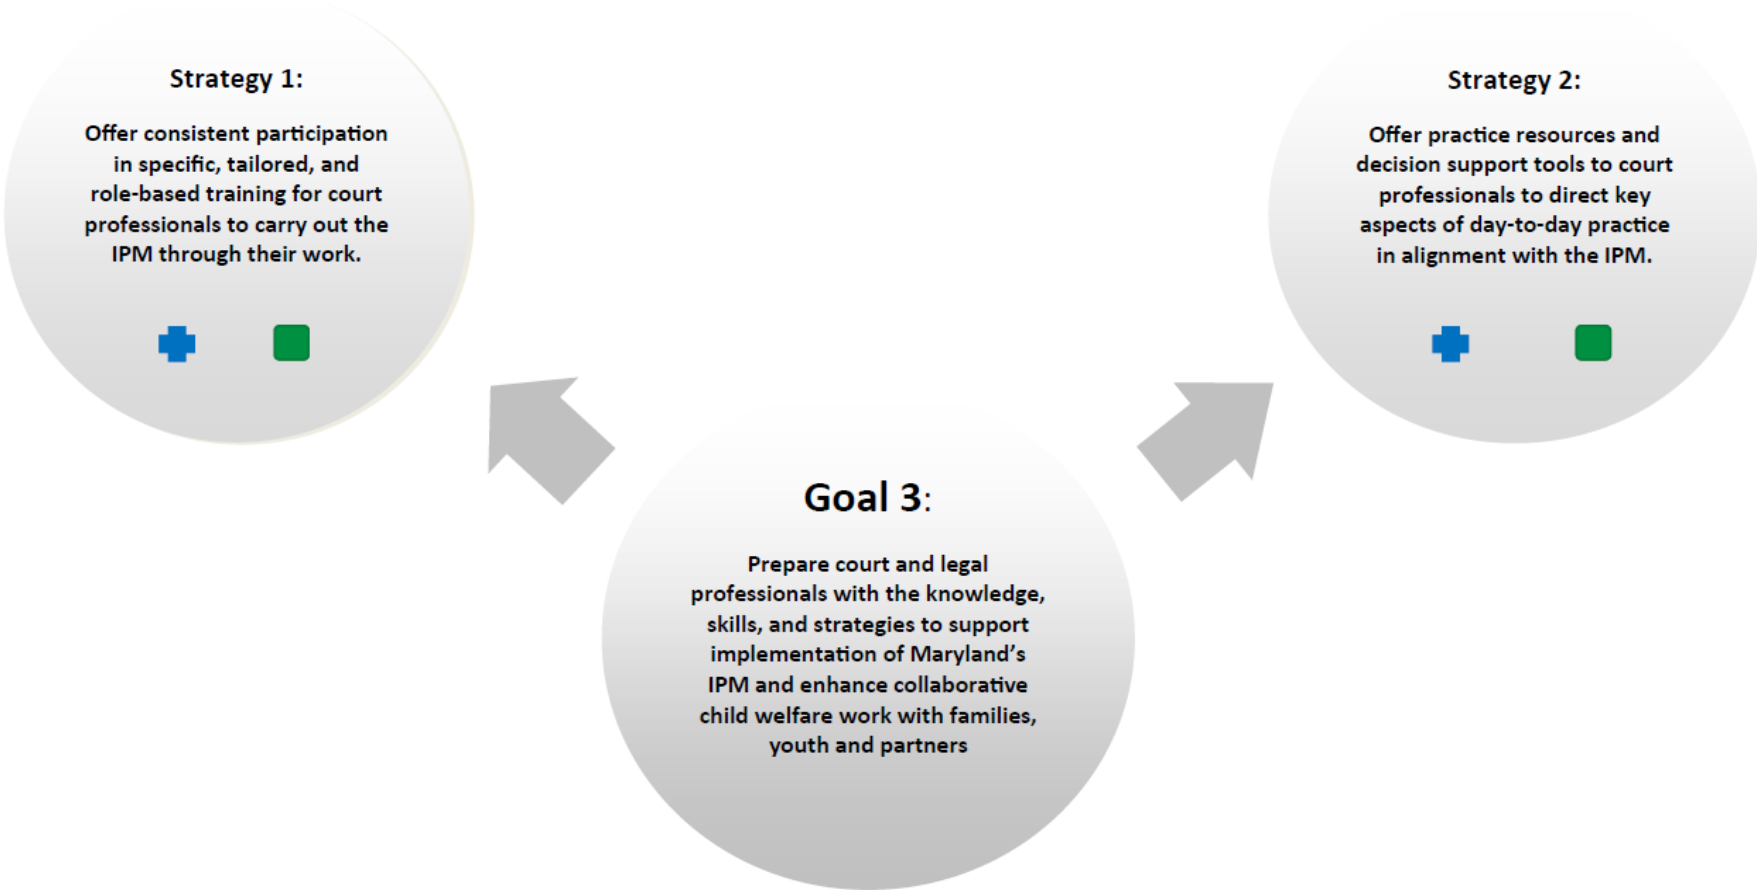 Strategy 1:
Offer consistent participation
in specific, tailored, and
role-based training for court
professionals to carry out the
IPM through their work.
Strategy 2:
Offer practice resources and
decision support tools to court
professionals to direct key
aspects of day-to-day practice
in alignment with the IPM.
Goal 3:
Prepare court and legal
professionals with the knowledge,
skills, and strategies to support
implementation of Maryland’s
IPM and enhance collaborative
child welfare work with families,
youth and partners